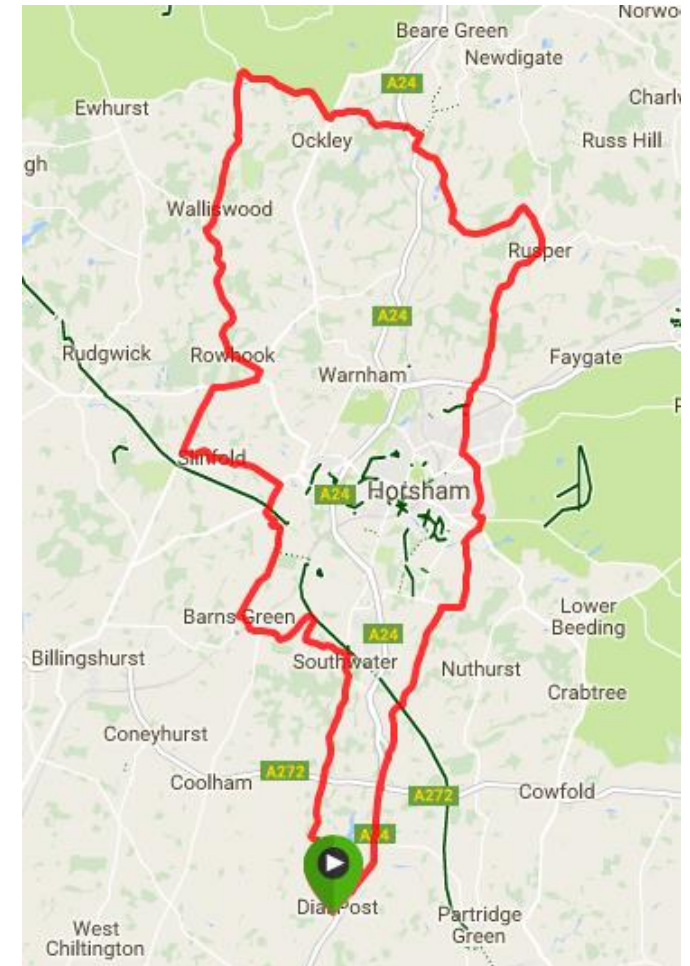 Norwo
Beare Green
Newdigate
A24
Charlw
Ewhurst
Ockley
Russ Hill
gh
Walliswood
Rusper
A24
Rudgwick
Rowhook
Warnham
Faygate
Slinfold
Horsham
A24
Barns Green
Lower
Beeding
A24
Billingshurst
Southwater
Nuthurst
Crabtree
Coneyhurst
A272
Coolham
A272
Cowfold
A24
Dial Post
Partridge
Green
West
Chiltington